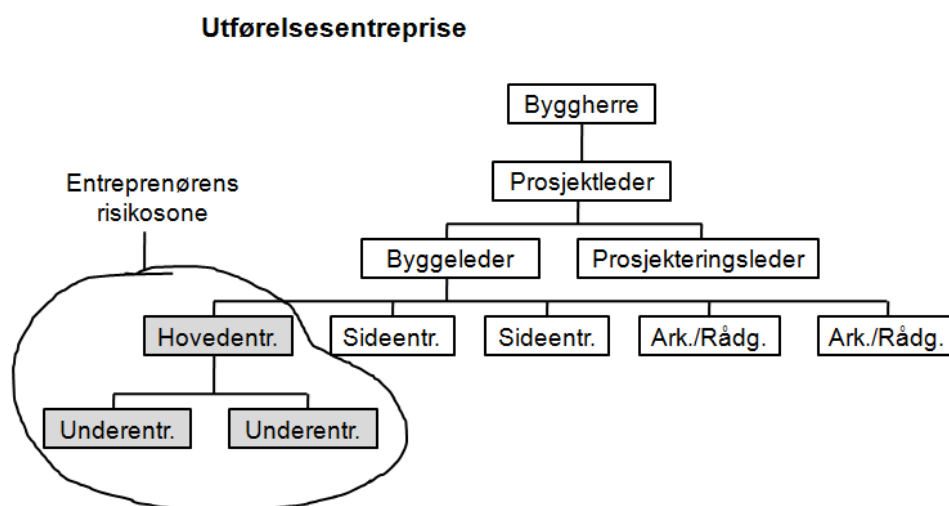 Utførelsesentreprise
Byggherre
Prosjektleder
Entreprenørens
risikosone
Byggeleder
Prosjekteringsleder
Hovedentr.
Sideentr.
Sideentr.
Ark./Rådg.
Ark./Rådg.
Underentr.
Underentr.